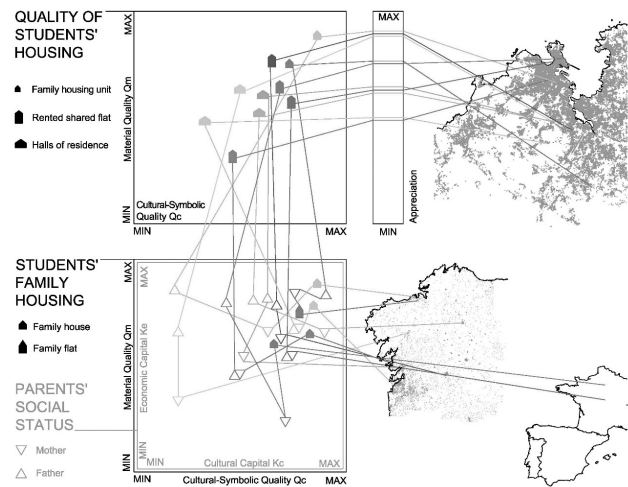 QUALITY OF
STUDENTS'
HOUSING
Family housing unit
Rented shared flat
Halls of residence
MAX
Material Quality Qm
MIN
Cultural-Symbolic
Quality Qc
MIN
MAX
MAX
MIN
Appreciation
STUDENTS'
FAMILY
HOUSING
Family house
Family flat
PARENTS'
SOCIAL
STATUS
Mother
Father
MAX
Material Quality Qm
MIN
MAX
Economic Capital Ke
MIN
MIN
Cultural Capital Kc
MAX
MIN
Cultural-Symbolic Quality Qc
MAX